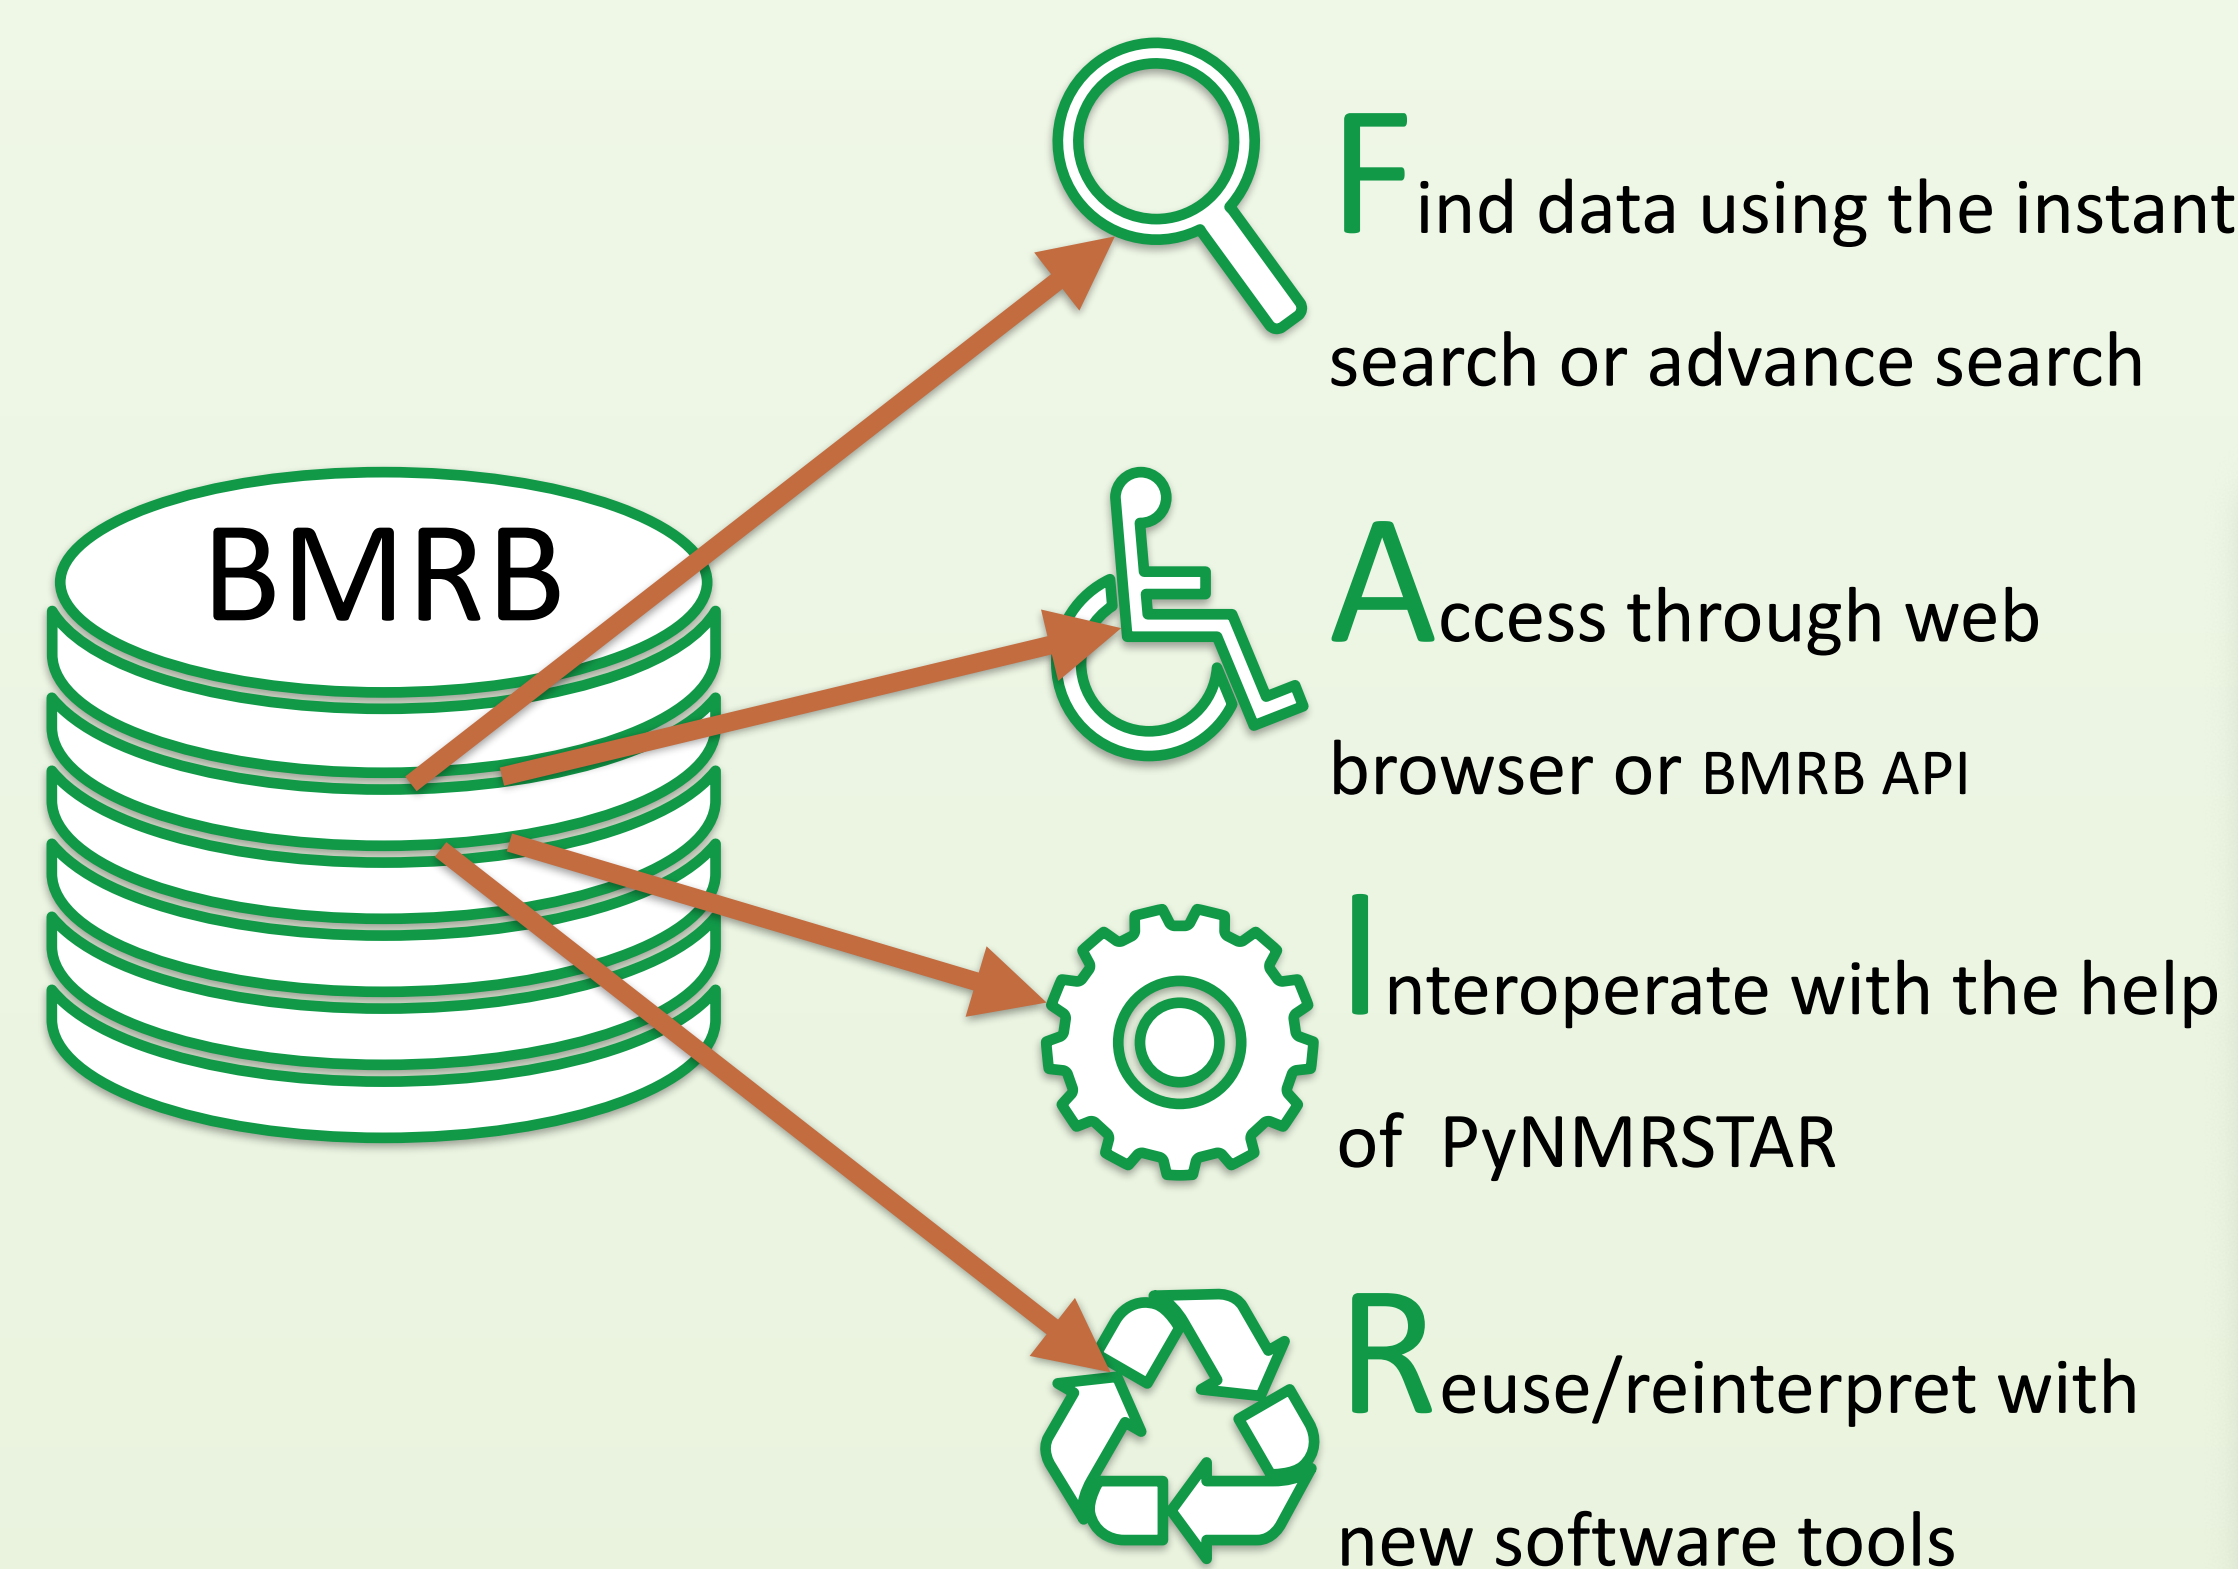 BMRB
Find data using the instant
search or advance search
Access through web
browser or BMRB API
Interoperate with the help
of PyNMRSTAR
Reuse/reinterpret with
new software tools